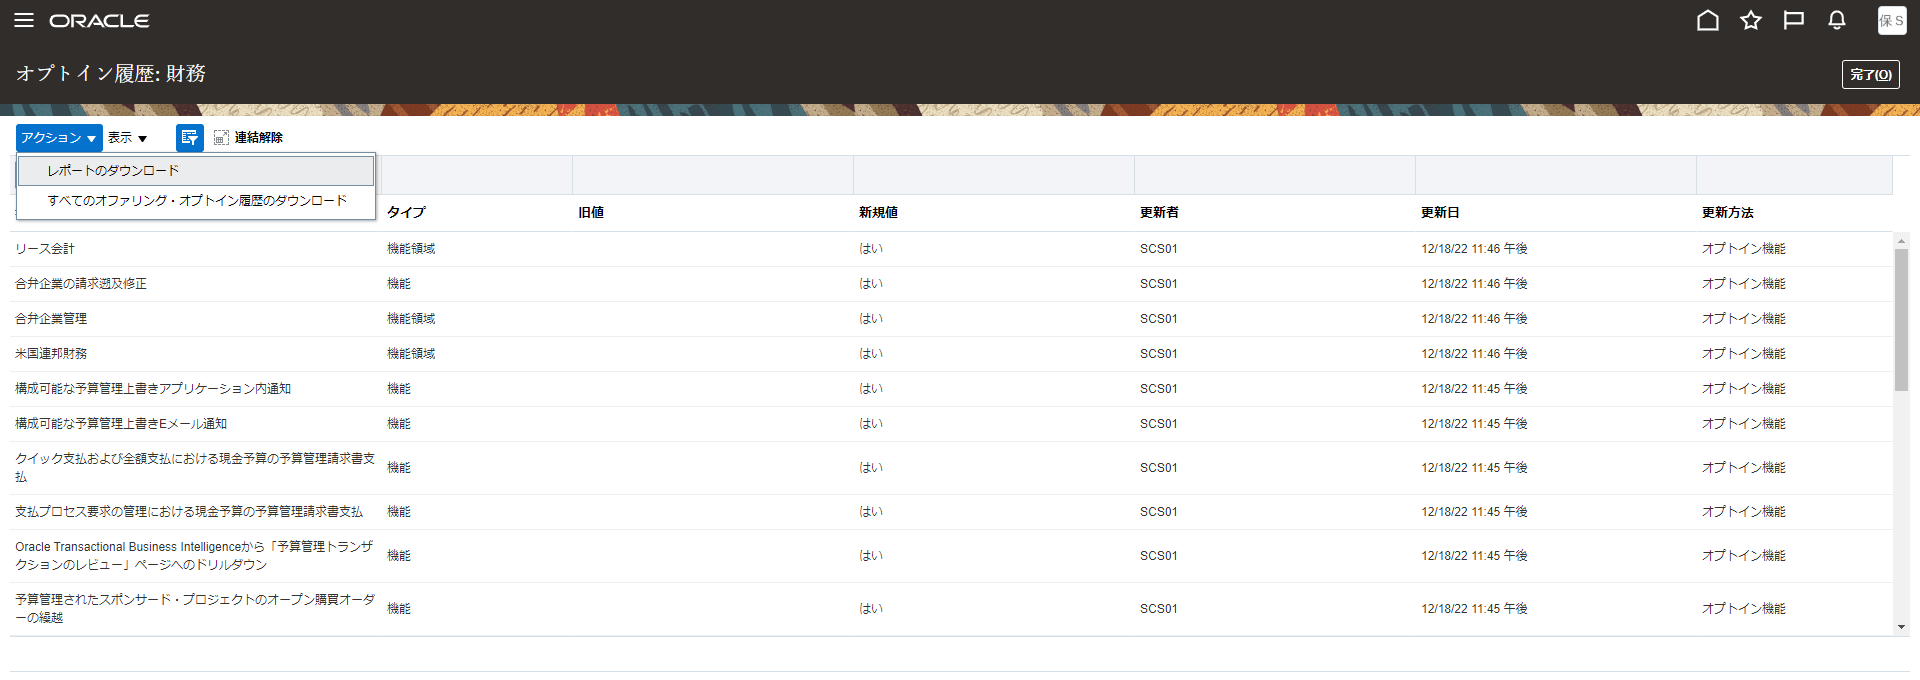 ORACLE
保 S
オプトイン履歴: 財務
完了(O)
アクション 表示 連結解除
レポートのダウンロード
すべてのオファリング・オプトイン履歴のダウンロード
タイプ 旧値 新規値 更新者 更新日 更新方法
リース会計 機能領域 はい SCS01 12/18/22 11:46 午後 オプトイン機能
合弁企業の請求遡及修正 機能 はい SCS01 12/18/22 11:46 午後 オプトイン機能
合弁企業管理 機能領域 はい SCS01 12/18/22 11:46 午後 オプトイン機能
米国連邦財務 機能領域 はい SCS01 12/18/22 11:46 午後 オプトイン機能
構成可能な予算管理上書きアプリケーション内通知 機能 はい SCS01 12/18/22 11:45 午後 オプトイン機能
構成可能な予算管理上書きEメール通知 機能 はい SCS01 12/18/22 11:45 午後 オプトイン機能
クイック支払および全額支払における現金予算の予算管理請求書支
払 機能 はい SCS01 12/18/22 11:45 午後 オプトイン機能
支払プロセス要求の管理における現金予算の予算管理請求書支払 機能 はい SCS01 12/18/22 11:45 午後 オプトイン機能
Oracle Transactional Business Intelligenceから「予算管理トランザ
クションのレビュー」ページへのドリルダウン 機能 はい SCS01 12/18/22 11:45 午後 オプトイン機能
予算管理されたスポンサード・プロジェクトのオープン購買オーダ
ーの繰越 機能 はい SCS01 12/18/22 11:45 午後 オプトイン機能